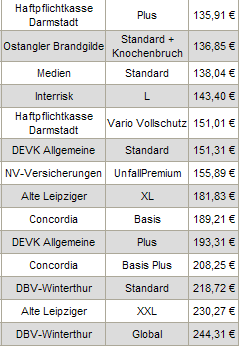 Haftpflichtkasse Darmstadt Plus 135,91 €
Ostangler Brandgilde Standard + Knochenbruch 136,85 €
Medien Standard 138,04 €
Interrisk L 143,40 €
Haftpflichtkasse Darmstadt Vario Vollschutz 151,01 €
DEVK Allgemeine Standard 151,31 €
NV-Versicherungen UnfallPremium 155,89 €
Alte Leipziger XL 181,83 €
Concordia Basis 189,21 €
DEVK Allgemeine Plus 193,31 €
Concordia Basis Plus 208,25 €
DBV-Winterthur Standard 218,72 €
Alte Leipziger XXL 230,27 €
DBV-Winterthur Global 244,31 €